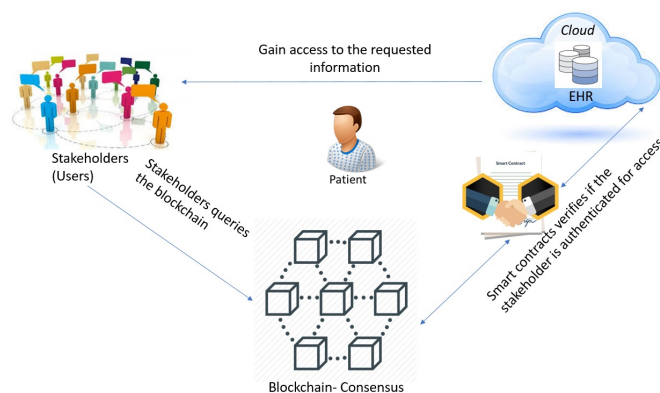 Cloud
EHR
Gain access to the requested
information
Stakeholders
(Users)
Stakeholders queries
the blockchain
Patient
Smart Contract
Smart contracts verifies if the
stakeholder is authenticated for access
Blockchain- Consensus